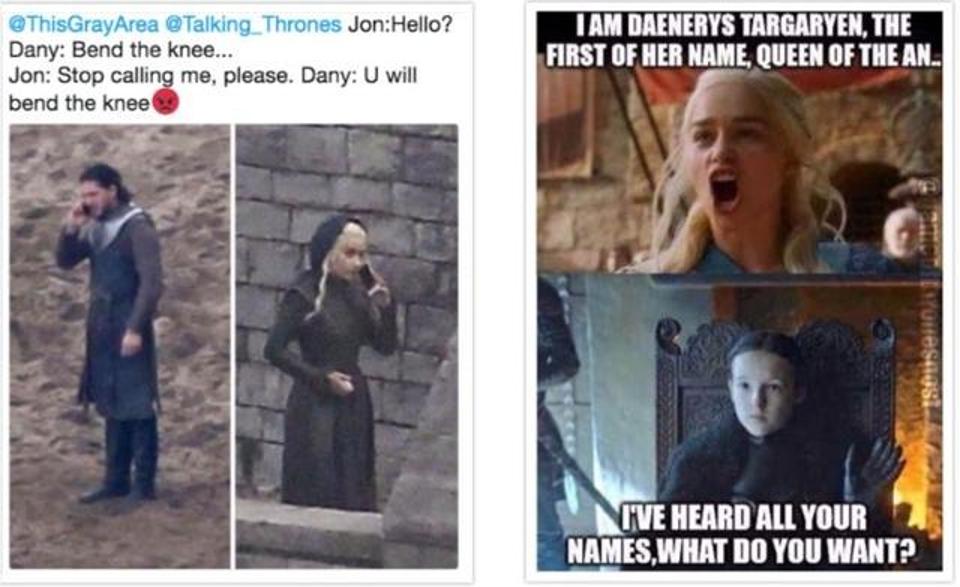 @ThisGrayArea @Talking_Thrones Jon:Hello?
Dany: Bend the knee...
Jon: Stop calling me, please. Dany: U will
bend the knee😡
I AM DAENERYS TARGARYEN, THE
FIRST OF HER NAME, QUEEN OF THE AN..
I'VE HEARD ALL YOUR
NAMES,WHAT DO YOU WANT?